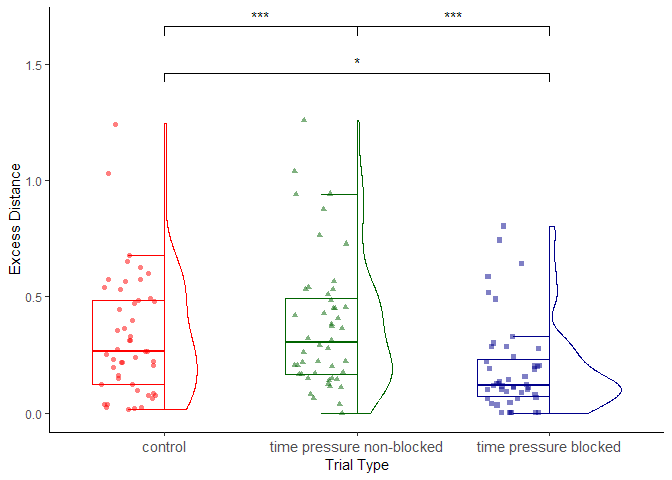 *** ***
*
1.5
1.0
0.5
0.0
Excess Distance
control time pressure non-blocked time pressure blocked
Trial Type